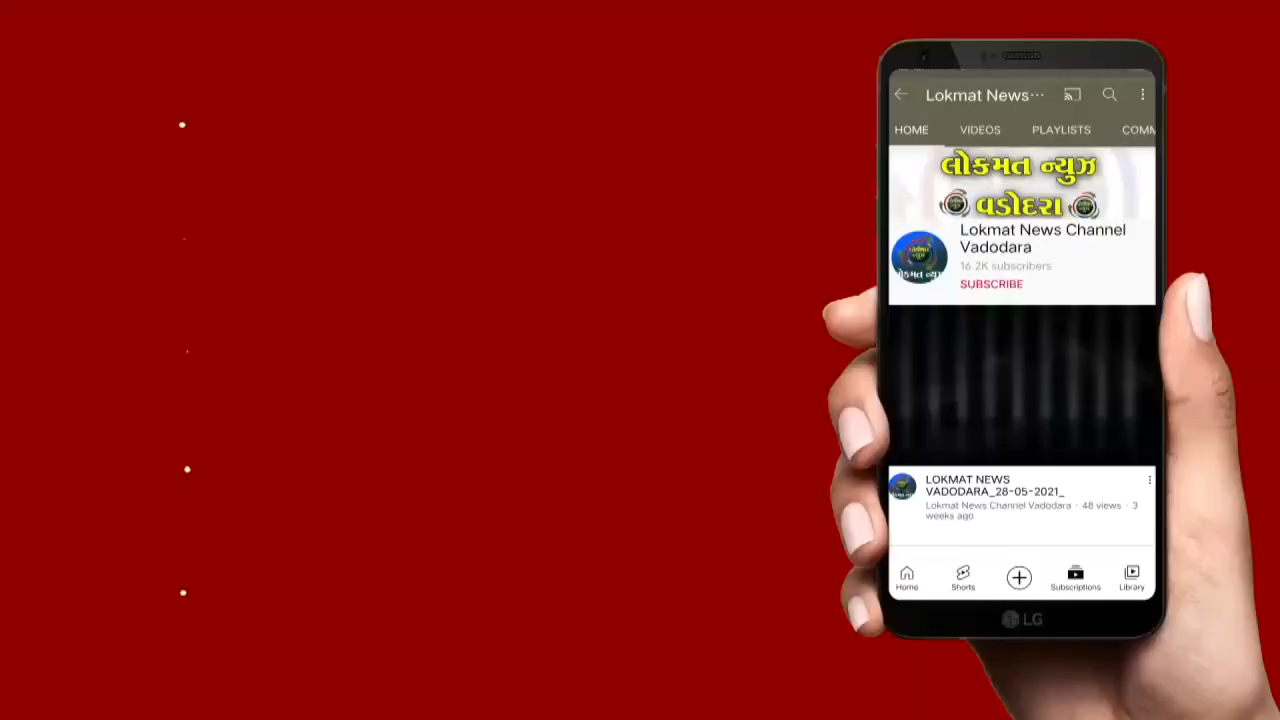 Lokmat News...
HOME VIDEOS PLAYLISTS COMM
લોકમત ન્યુઝ
વડોદરા
Lokmat News Channel
Vadodara
16.2K subscribers
SUBSCRIBE
LOKMAT NEWS
VADODARA_28-05-2021_
Lokmat News Channel Vadodara · 48 views · 3
weeks ago
Home Shorts Subscriptions Library
LG